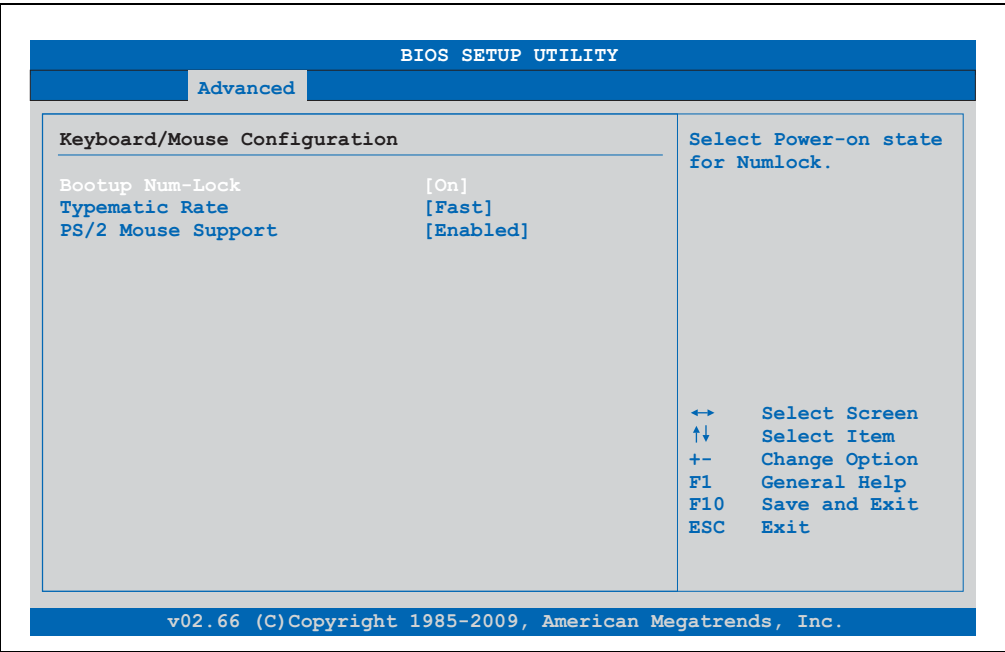 BIOS SETUP UTILITY
Advanced
Keyboard/Mouse Configuration
Bootup Num-Lock [On]
Typematic Rate [Fast]
PS/2 Mouse Support [Enabled]
Select Power-on state
for Numlock.
↔ Select Screen
↑↓ Select Item
+- Change Option
F1 General Help
F10 Save and Exit
ESC Exit
v02.66 (C)Copyright 1985-2009, American Megatrends, Inc.